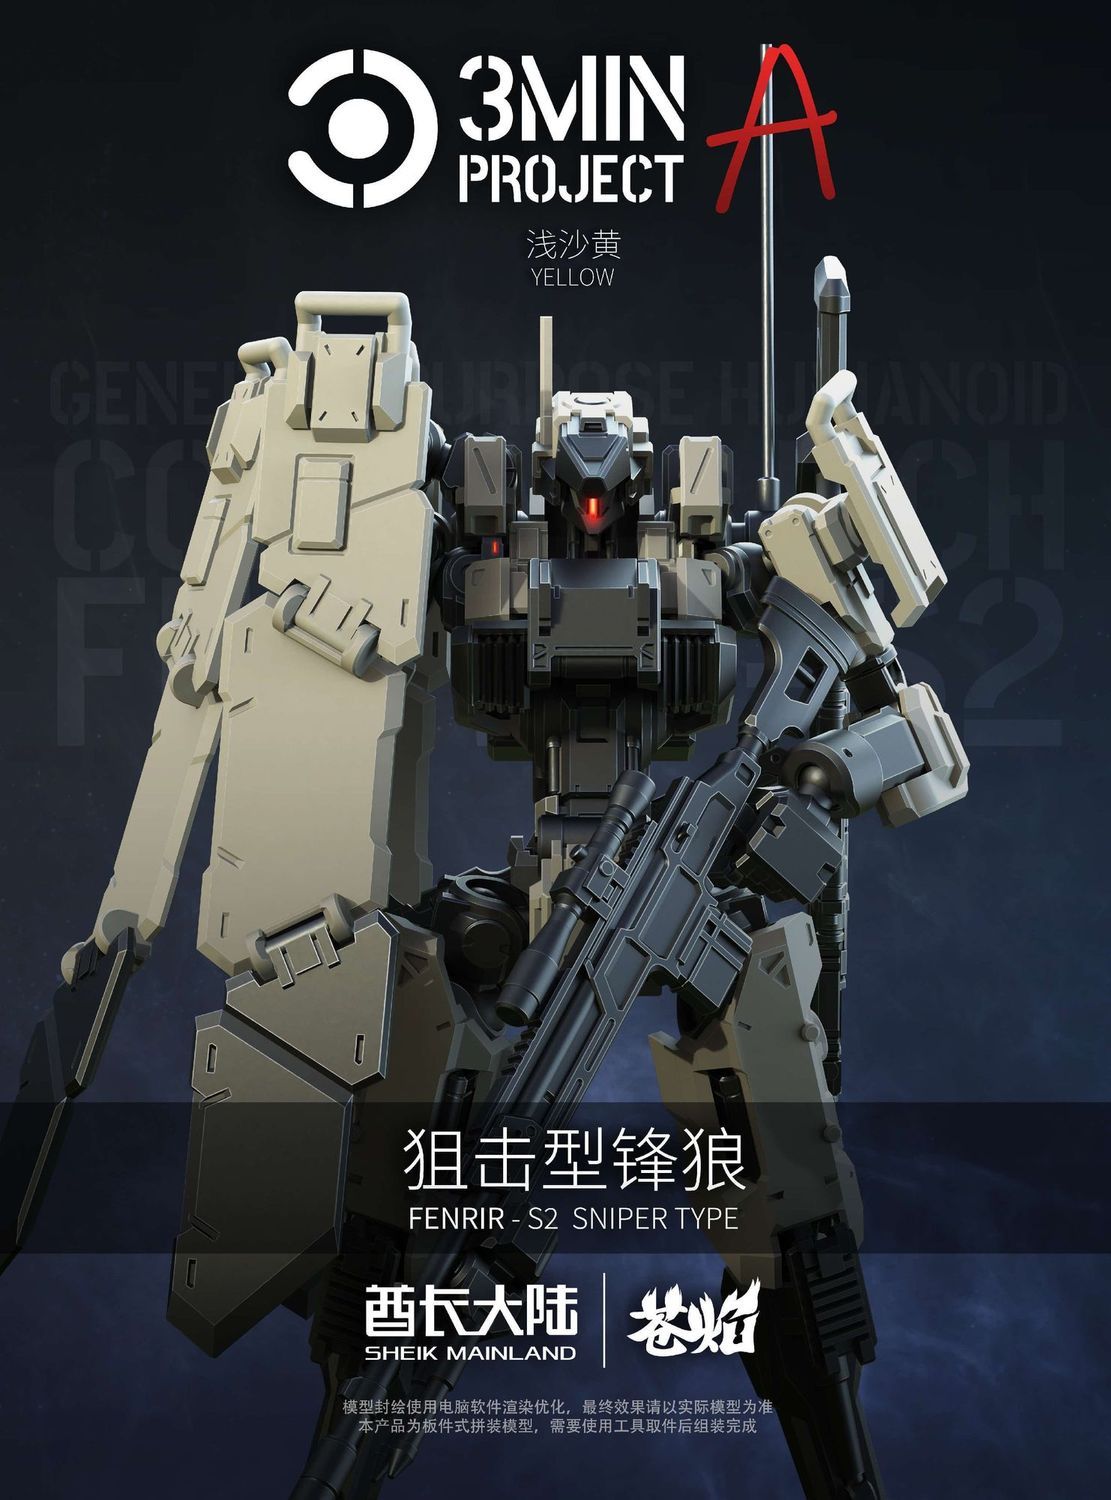 3MIN A
PROJECT
浅沙黄
YELLOW
狙击型锋狼
FENRIR - S2 SNIPER TYPE
酋长大陆 苍焰
SHEIK MAINLAND
模型封绘使用电脑软件渲染优化，最终效果请以实际模型为准
本产品为板件式拼装模型，需要使用工具取件后组装完成